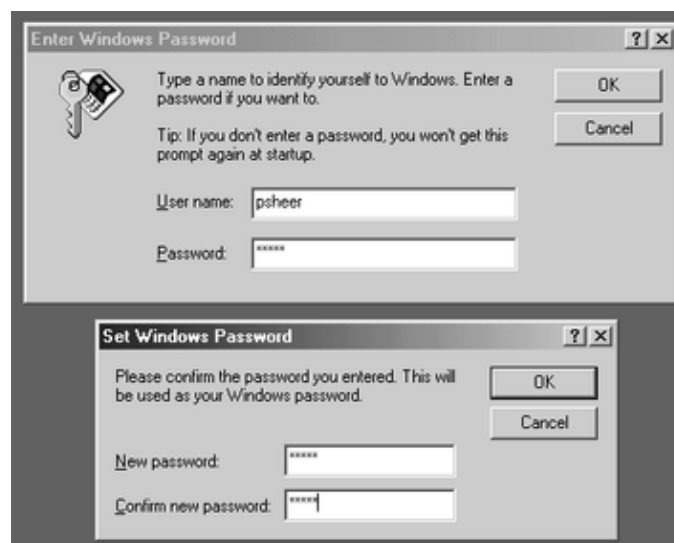 Enter Windows Password
Type a name to identify yourself to Windows. Enter a
password if you want to.
OK
Tip: If you don't enter a password, you won't get this
prompt again at startup.
Cancel
User name: psheer
Password: *****
Set Windows Password
Please confirm the password you entered. This will
be used as your Windows password.
OK
Cancel
New password: *****
Confirm new password: *****